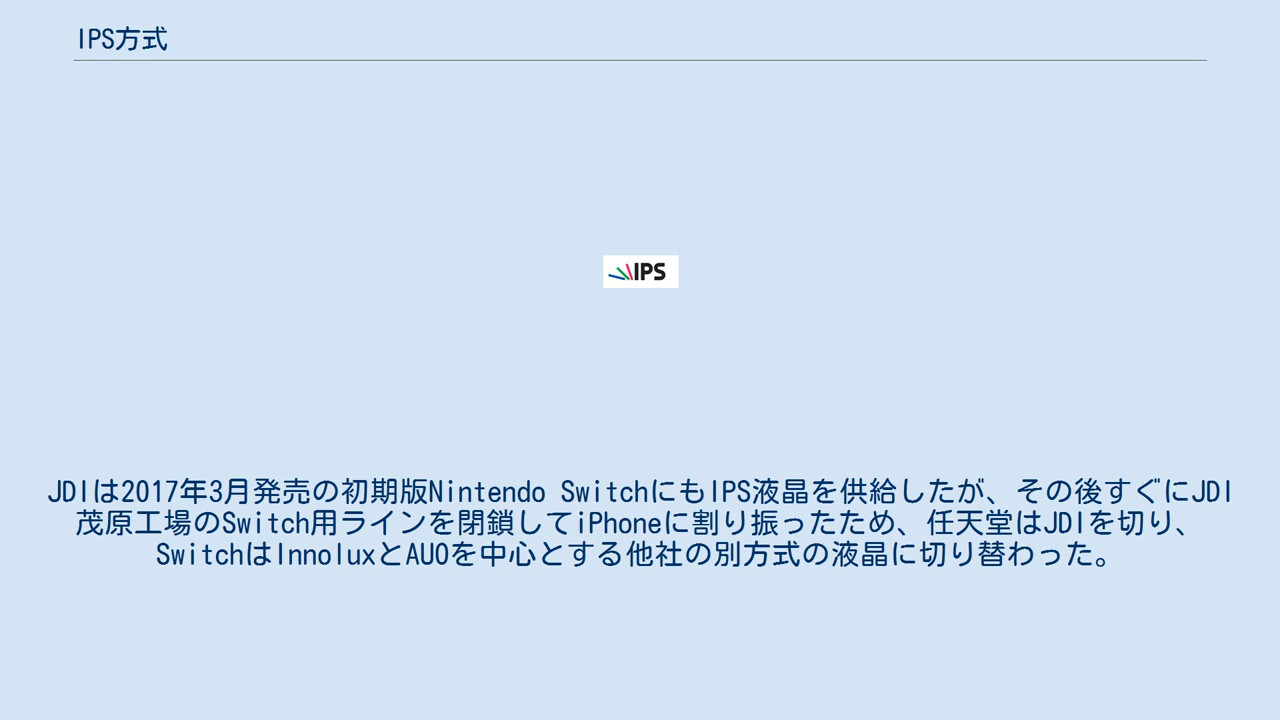 IPS方式
IPS
JDIは2017年3月発売の初期版Nintendo SwitchにもIPS液晶を供給したが、その後すぐにJDI
茂原工場のSwitch用ラインを閉鎖してiPhoneに割り振ったため、任天堂はJDIを切り、
SwitchはInnoluxとAUOを中心とする他社の別方式の液晶に切り替わった。